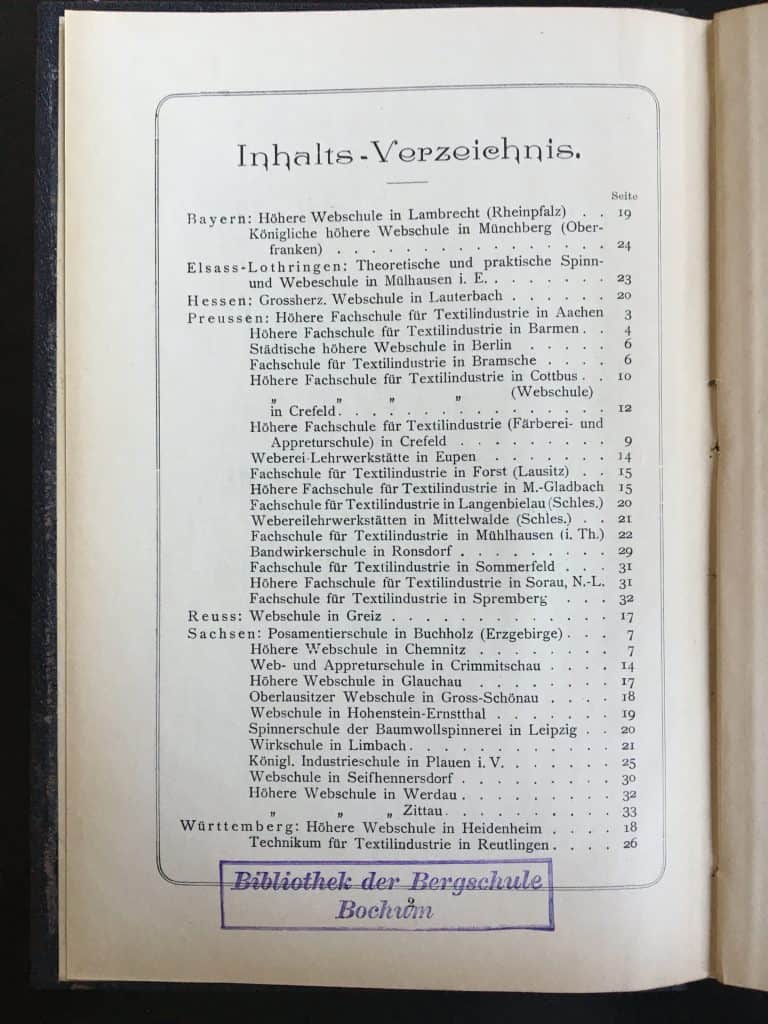 Inhalts-Verzeichnis.
Seite
Bayern: Höhere Webschule in Lambrecht (Rheinpfalz) . . 19
Königliche höhere Webschule in Münchberg (Ober-
franken) . . . . . . . . . . . . . . . . 24
Elsass-Lothringen: Theoretische und praktische Spinn-
und Webeschule in Mülhausen i. E. . . . . . . . 23
Hessen: Grossherz. Webschule in Lauterbach . . . . . . 20
Preussen: Höhere Fachschule für Textilindustrie in Aachen 3
Höhere Fachschule für Textilindustrie in Barmen . . 4
Städtische höhere Webschule in Berlin . . . . . 6
Fachschule für Textilindustrie in Bramsche . . . . 6
Höhere Fachschule für Textilindustrie in Cottbus . . 10
„ „ „ „ (Webschule)
in Crefeld . . . . . . . . . . . . . . . . 12
Höhere Fachschule für Textilindustrie (Färberei- und
Appreturschule) in Crefeld . . . . . . . . . 9
Weberei-Lehrwerkstätte in Eupen . . . . . . . 14
Fachschule für Textilindustrie in Forst (Lausitz) . . 15
Höhere Fachschule für Textilindustrie in M.-Gladbach 15
Fachschule für Textilindustrie in Langenbielau (Schles.) 20
Webereilehrwerkstätten in Mittelwalde (Schles.) . . 21
Fachschule für Textilindustrie in Mühlhausen (i. Th.) 22
Bandwirkerschule in Ronsdorf . . . . . . . . . 29
Fachschule für Textilindustrie in Sommerfeld . . . 31
Höhere Fachschule für Textilindustrie in Sorau, N.-L. 31
Fachschule für Textilindustrie in Spremberg . . . 32
Reuss: Webschule in Greiz . . . . . . . . . . . . 17
Sachsen: Posamentierschule in Buchholz (Erzgebirge) . . . 7
Höhere Webschule in Chemnitz . . . . . . . . 7
Web- und Appreturschule in Crimmitschau . . . . 14
Höhere Webschule in Glauchau . . . . . . . . 17
Oberlausitzer Webschule in Gross-Schönau . . . . 18
Webschule in Hohenstein-Ernstthal . . . . . . . 19
Spinnerschule der Baumwollspinnerei in Leipzig . . 20
Wirkschule in Limbach . . . . . . . . . . . . 21
Königl. Industrieschule in Plauen i. V. . . . . . . . 25
Webschule in Seifhennersdorf . . . . . . . . . 30
Höhere Webschule in Werdau . . . . . . . . . 32
„ „ „ Zittau . . . . . . . . . . 33
Württemberg: Höhere Webschule in Heidenheim . . . . 18
Technikum für Textilindustrie in Reutlingen . . . . 26
Bibliothek der Bergschule
Bochum
2